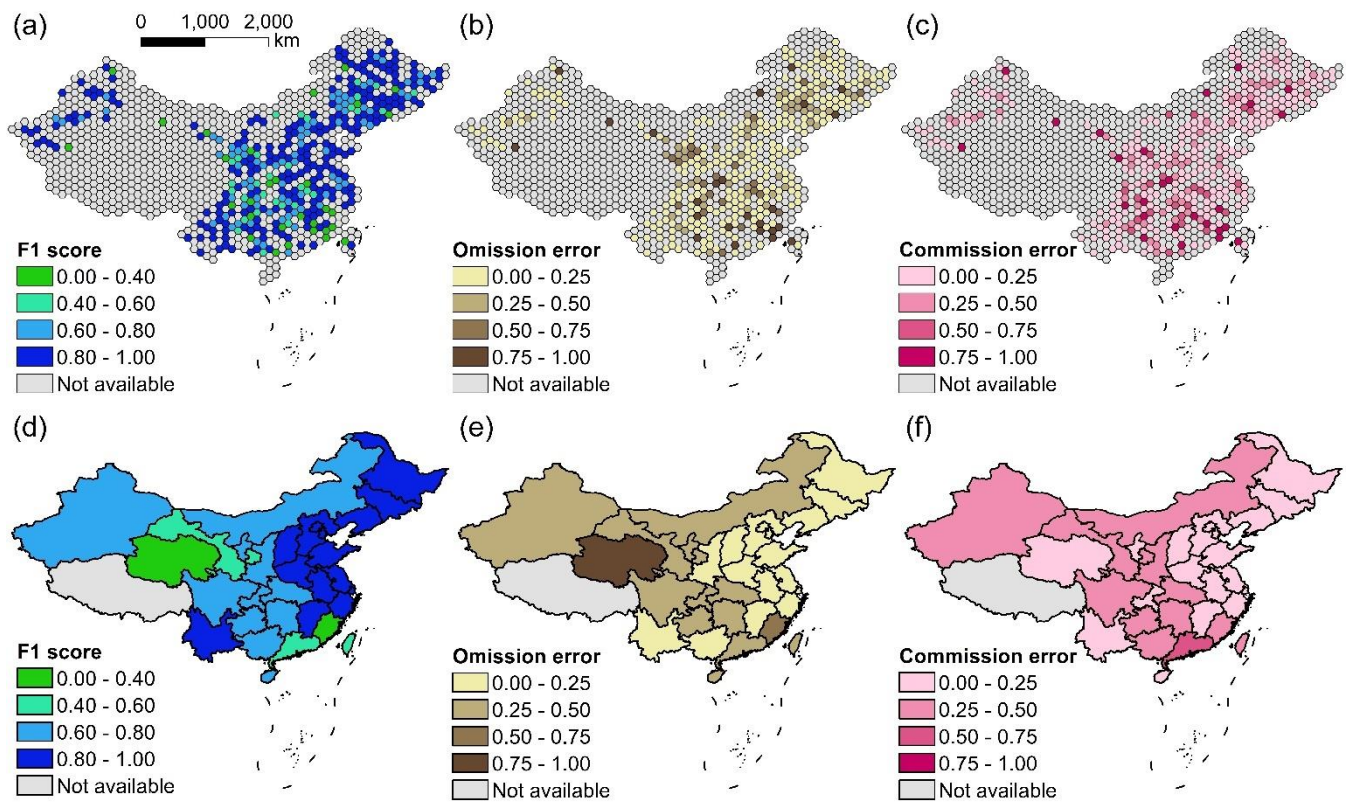 (a)
0 1,000 2,000
km
F1 score
0.00 - 0.40
0.40 - 0.60
0.60 - 0.80
0.80 - 1.00
Not available
(b)
Omission error
0.00 - 0.25
0.25 - 0.50
0.50 - 0.75
0.75 - 1.00
Not available
(c)
Commission error
0.00 - 0.25
0.25 - 0.50
0.50 - 0.75
0.75 - 1.00
Not available
(d)
F1 score
0.00 - 0.40
0.40 - 0.60
0.60 - 0.80
0.80 - 1.00
Not available
(e)
Omission error
0.00 - 0.25
0.25 - 0.50
0.50 - 0.75
0.75 - 1.00
Not available
(f)
Commission error
0.00 - 0.25
0.25 - 0.50
0.50 - 0.75
0.75 - 1.00
Not available